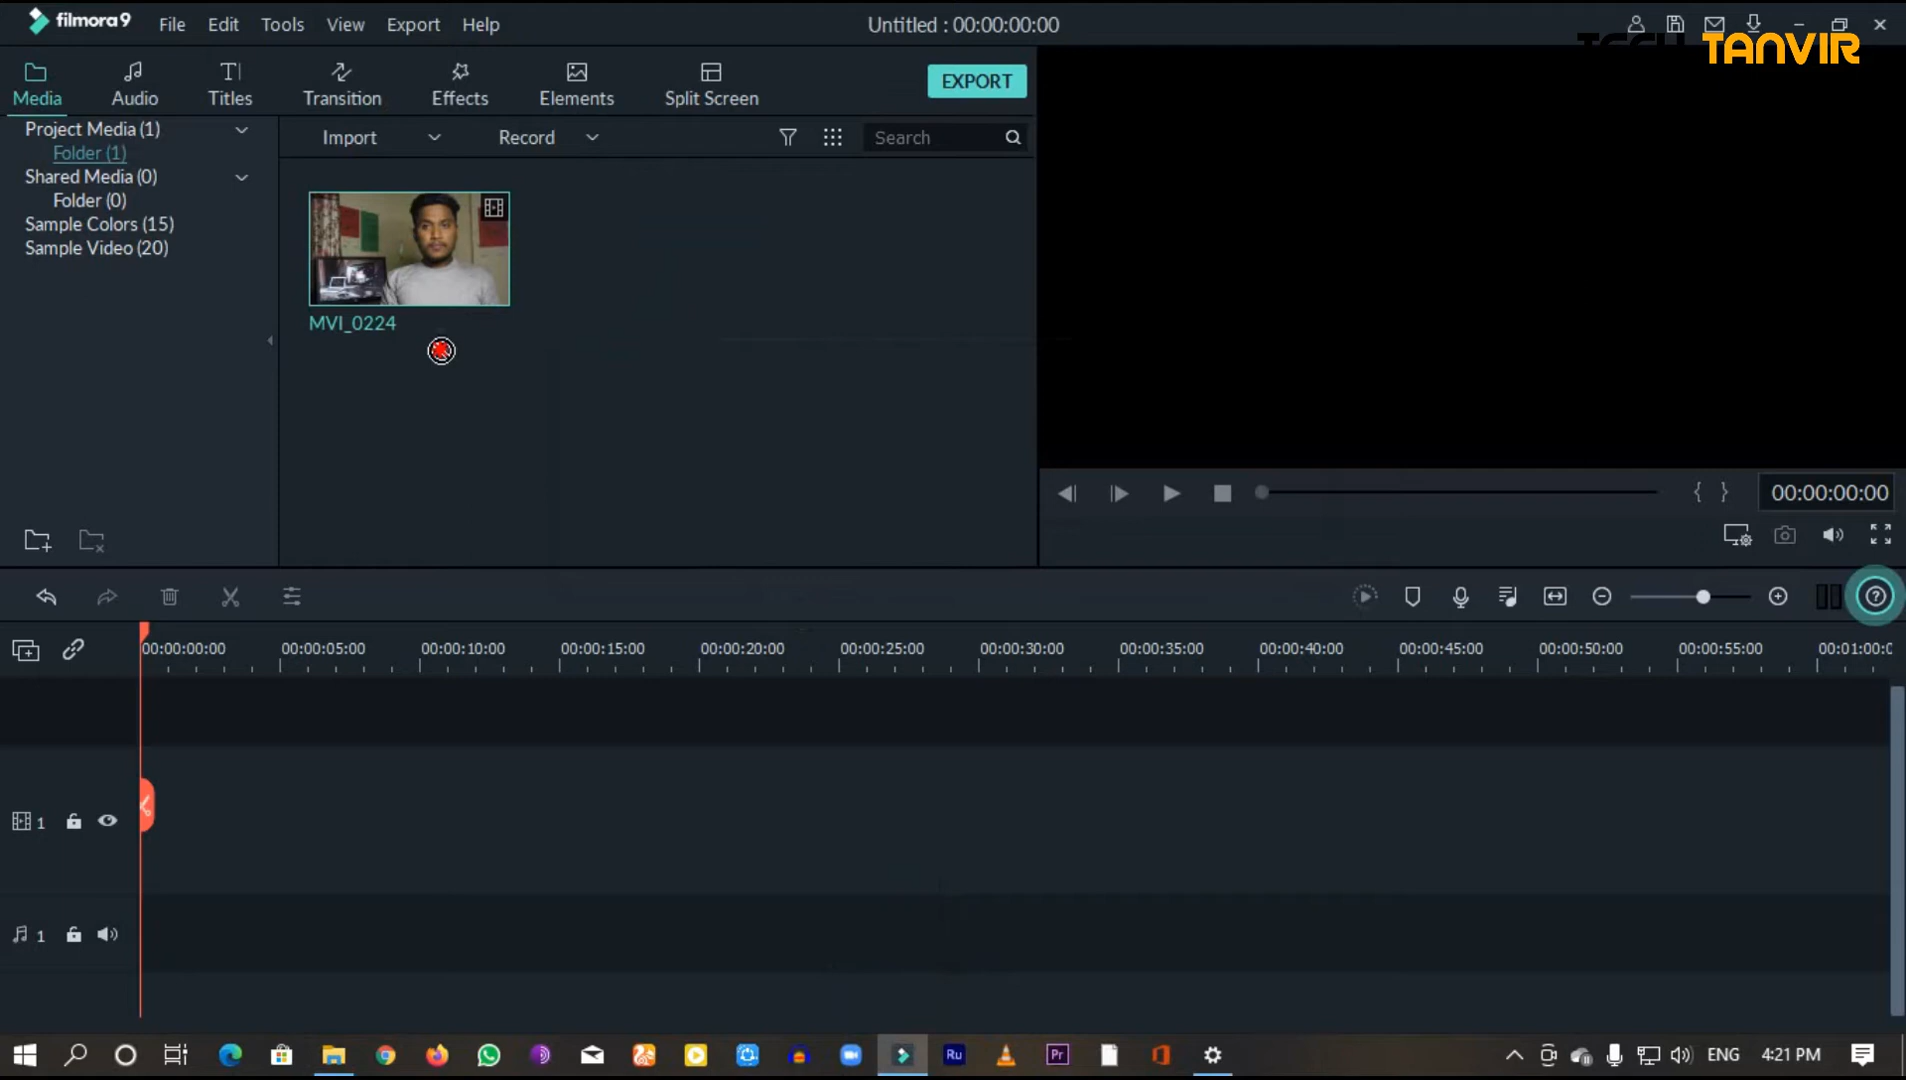 filmora9
File Edit Tools View Export Help
Untitled : 00:00:00:00
TECH TANVIR
Media Audio Titles Transition Effects Elements Split Screen
EXPORT
Project Media (1)
Folder (1)
Shared Media (0)
Folder (0)
Sample Colors (15)
Sample Video (20)
Import Record Search
MVI_0224
00:00:00:00
00:00:00:00 00:00:05:00 00:00:10:00 00:00:15:00 00:00:20:00 00:00:25:00 00:00:30:00 00:00:35:00 00:00:40:00 00:00:45:00 00:00:50:00 00:00:55:00 00:01:00:0
1
1
Ru Pr ENG 4:21 PM